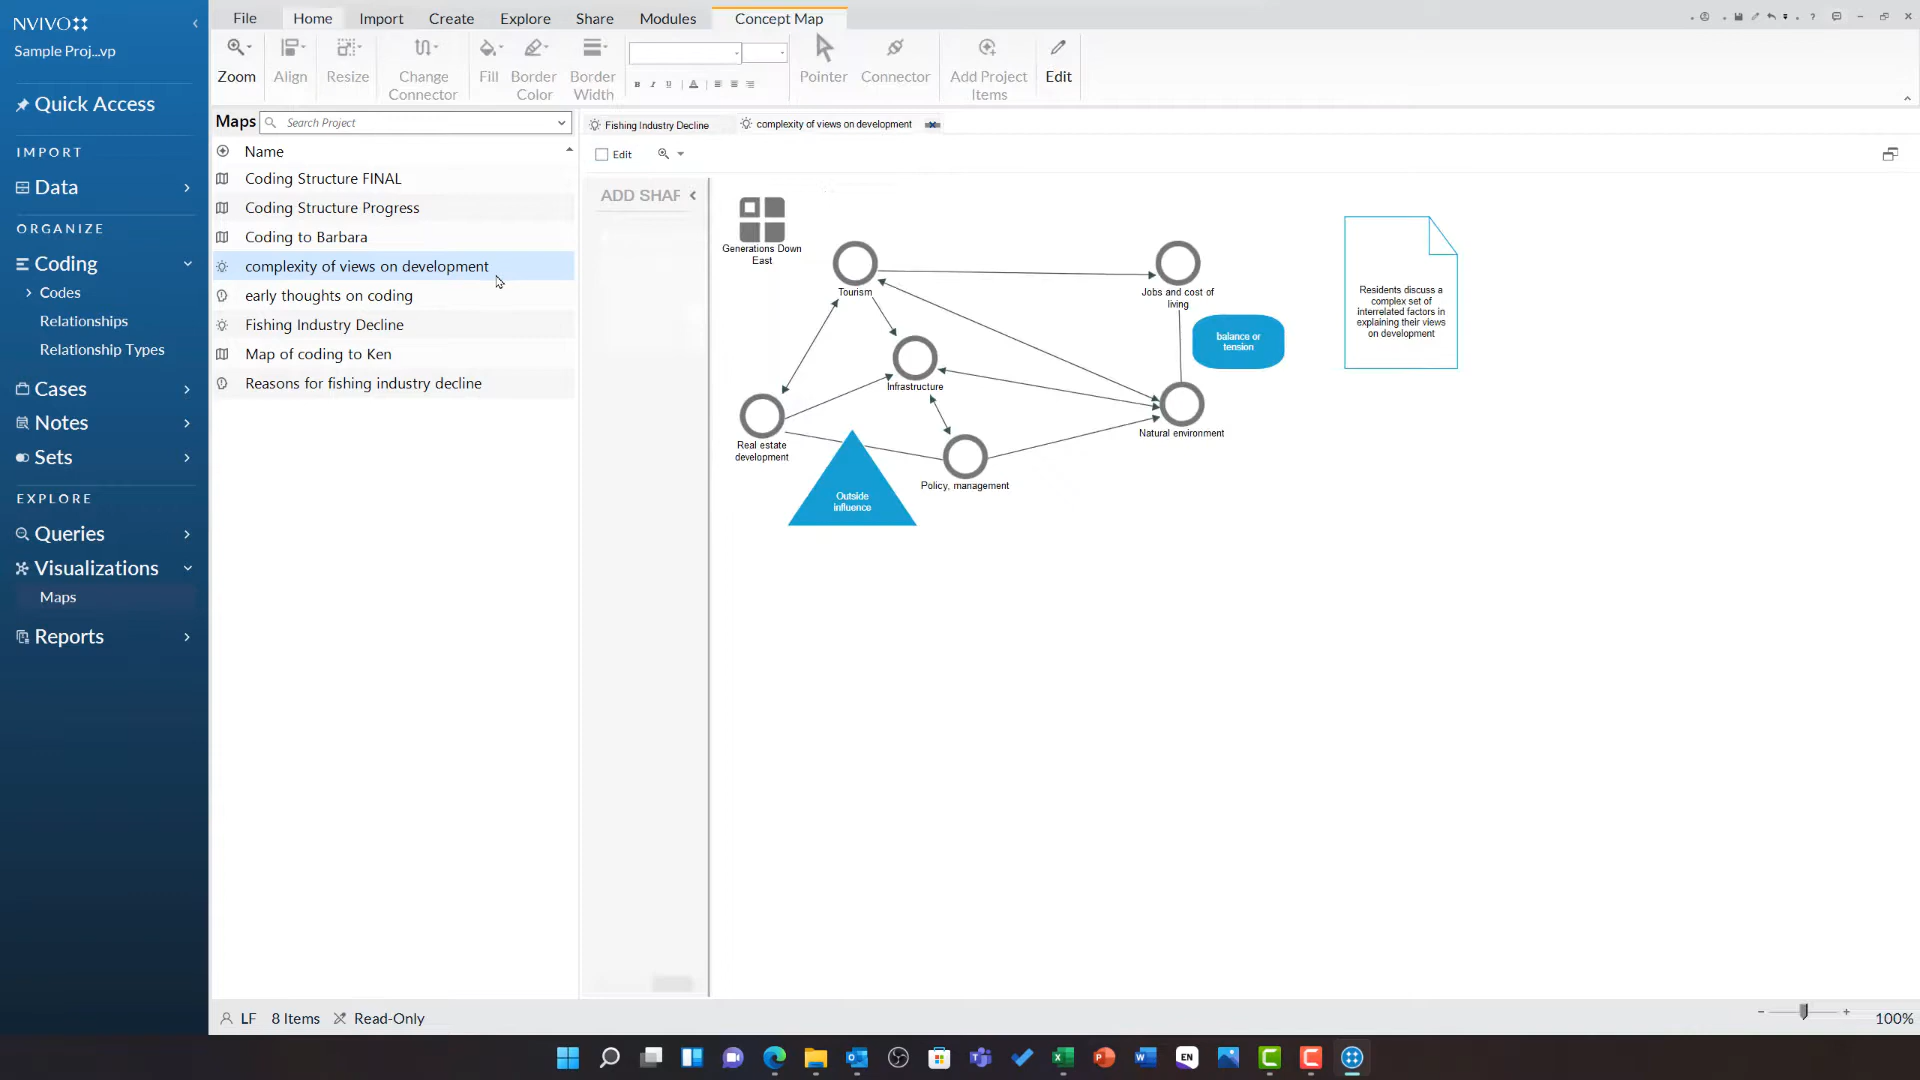 NVIVO
Sample Proj...vp
File
Home
Import
Create
Explore
Share
Modules
Concept Map
Zoom
Align
Resize
Change
Connector
Fill
Border
Color
Border
Width
B I U A
Pointer
Connector
Add Project
Items
Edit
?
Quick Access
IMPORT
Data
ORGANIZE
Coding
Codes
Relationships
Relationship Types
Cases
Notes
Sets
EXPLORE
Queries
Visualizations
Maps
Reports
Maps
Search Project
Name
Coding Structure FINAL
Coding Structure Progress
Coding to Barbara
complexity of views on development
early thoughts on coding
Fishing Industry Decline
Map of coding to Ken
Reasons for fishing industry decline
Fishing Industry Decline
complexity of views on development
Edit
ADD SHAP
Generations Down
East
Tourism
Jobs and cost of
living
balance or
tension
Residents discuss a
complex set of
interrelated factors in
explaining their views
on development
Infrastructure
Natural environment
Real estate
development
Policy, management
Outside
influence
LF
8 Items
Read-Only
100%
EN